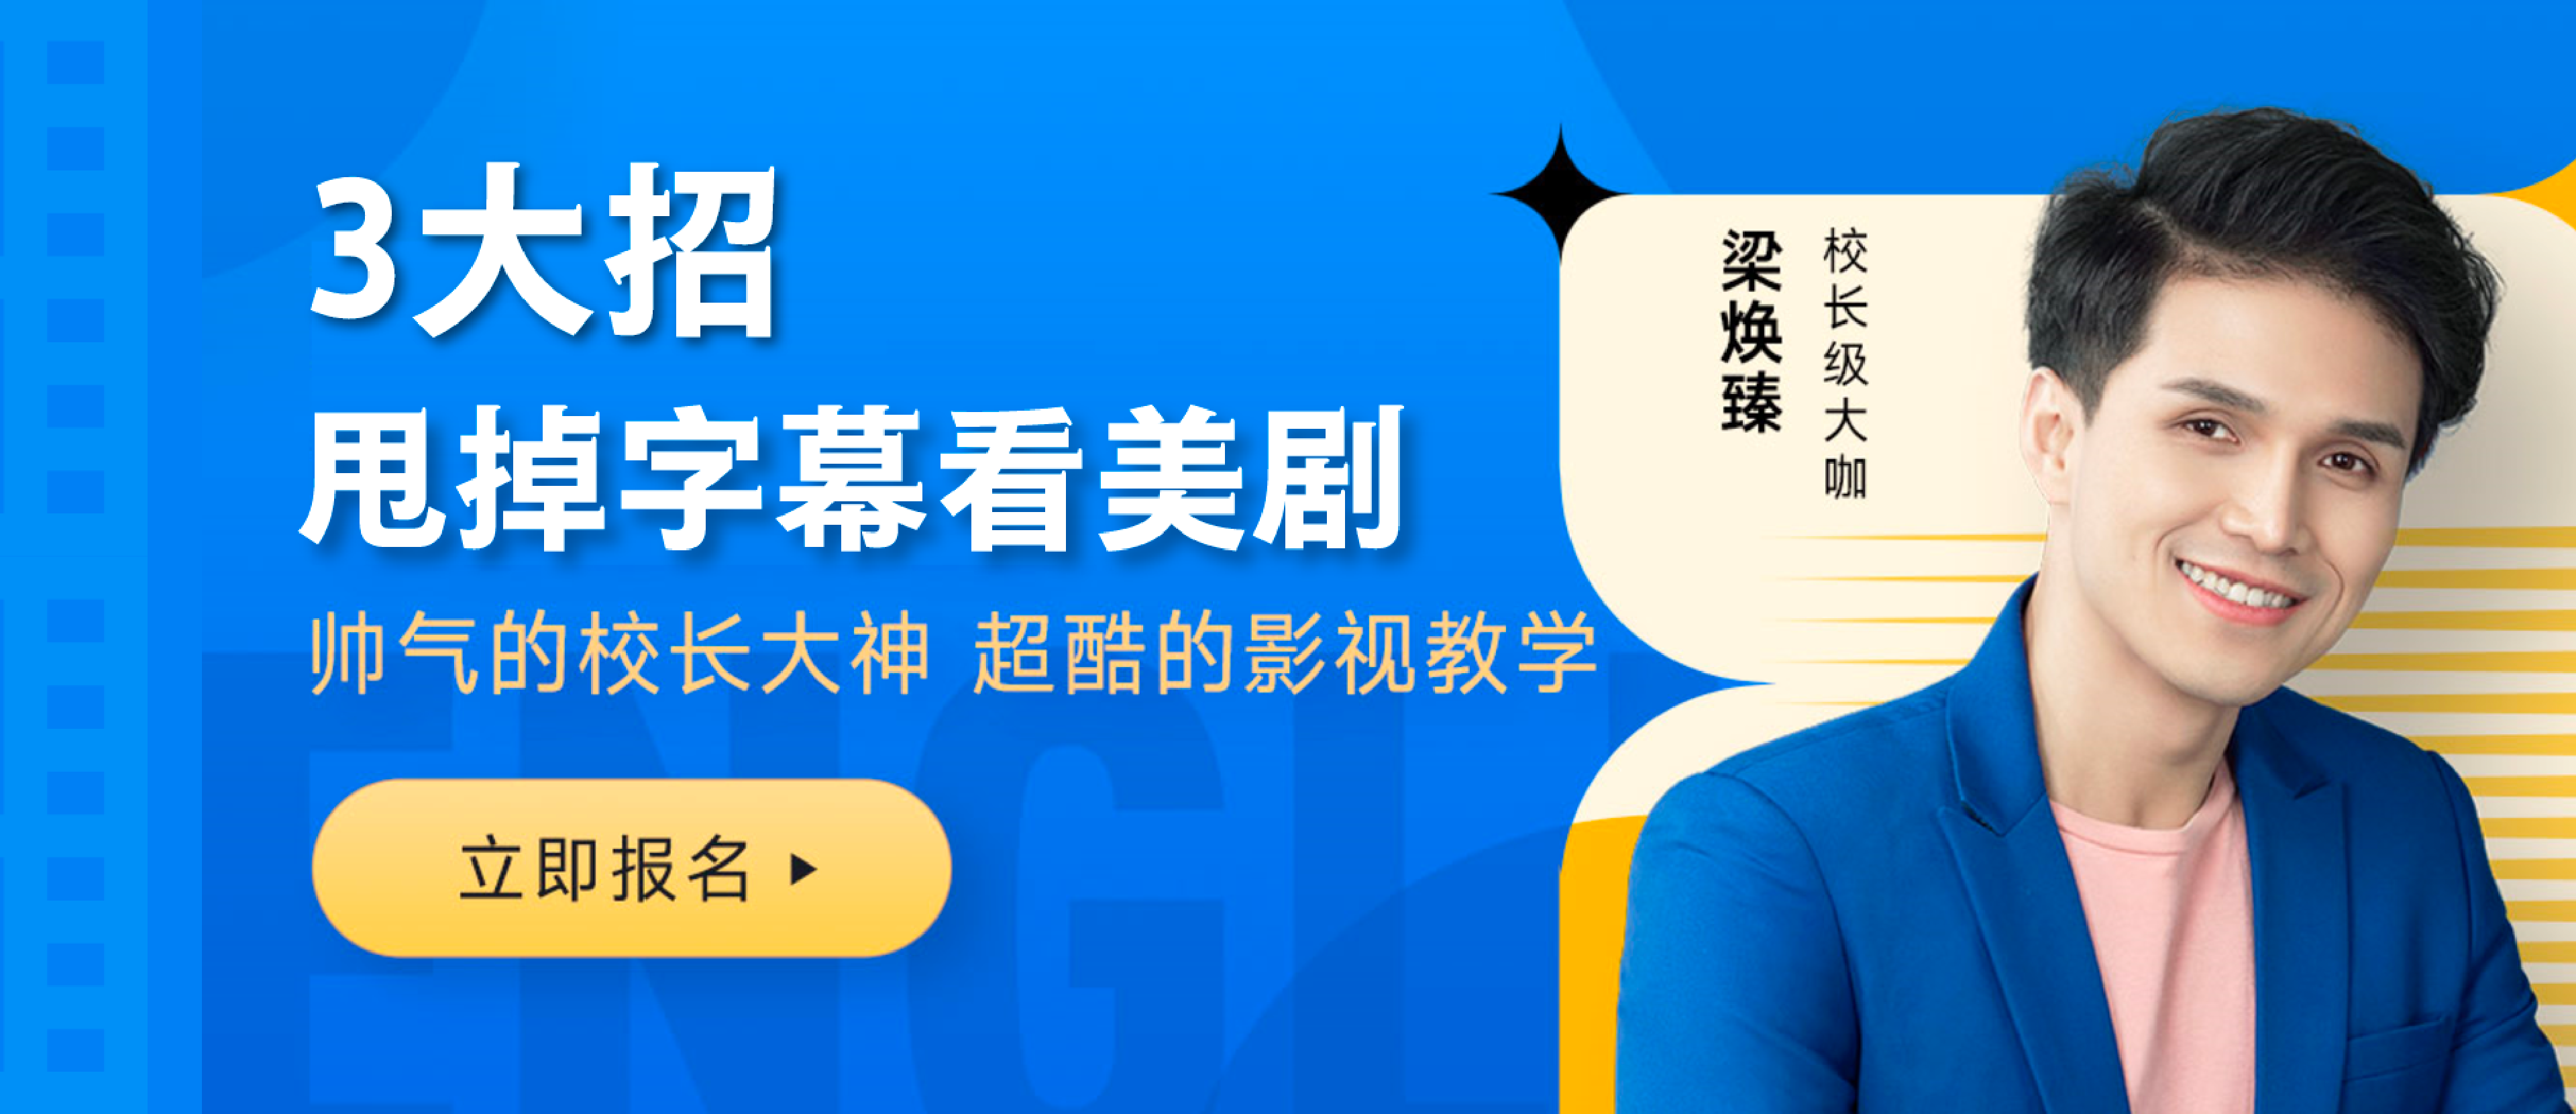 3大招
甩掉字幕看美剧
帅气的校长大神 超酷的影视教学
立即报名
校长级大咖
梁焕臻
ENGLI